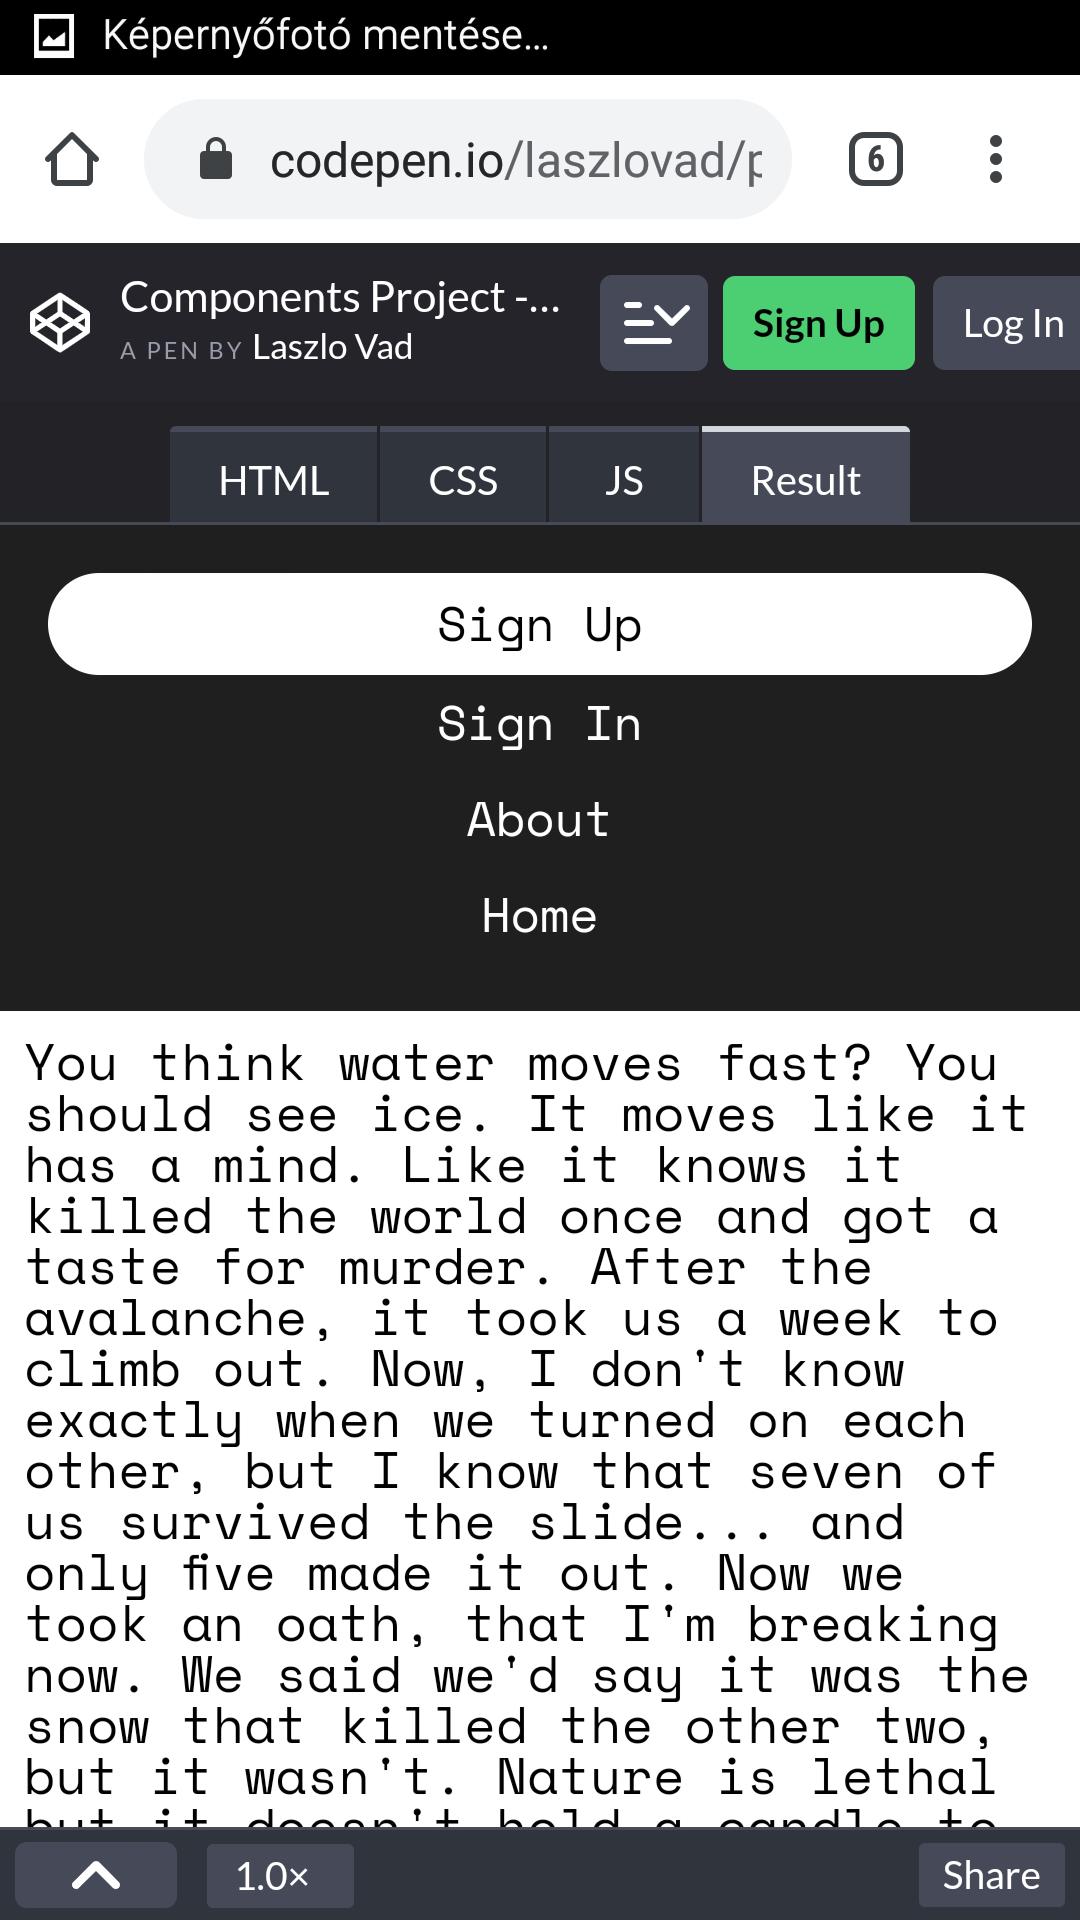 Képernyőfotó mentése...
codepen.io/laszlovad/p
6
Components Project -...
A PEN BY Laszlo Vad
Sign Up
Log In
HTML
CSS
JS
Result
Sign Up
Sign In
About
Home
You think water moves fast? You
should see ice. It moves like it
has a mind. Like it knows it
killed the world once and got a
taste for murder. After the
avalanche, it took us a week to
climb out. Now, I don't know
exactly when we turned on each
other, but I know that seven of
us survived the slide... and
only five made it out. Now we
took an oath, that I'm breaking
now. We said we'd say it was the
snow that killed the other two,
but it wasn't. Nature is lethal
but it doesn't hold a candle to
1.0×
Share